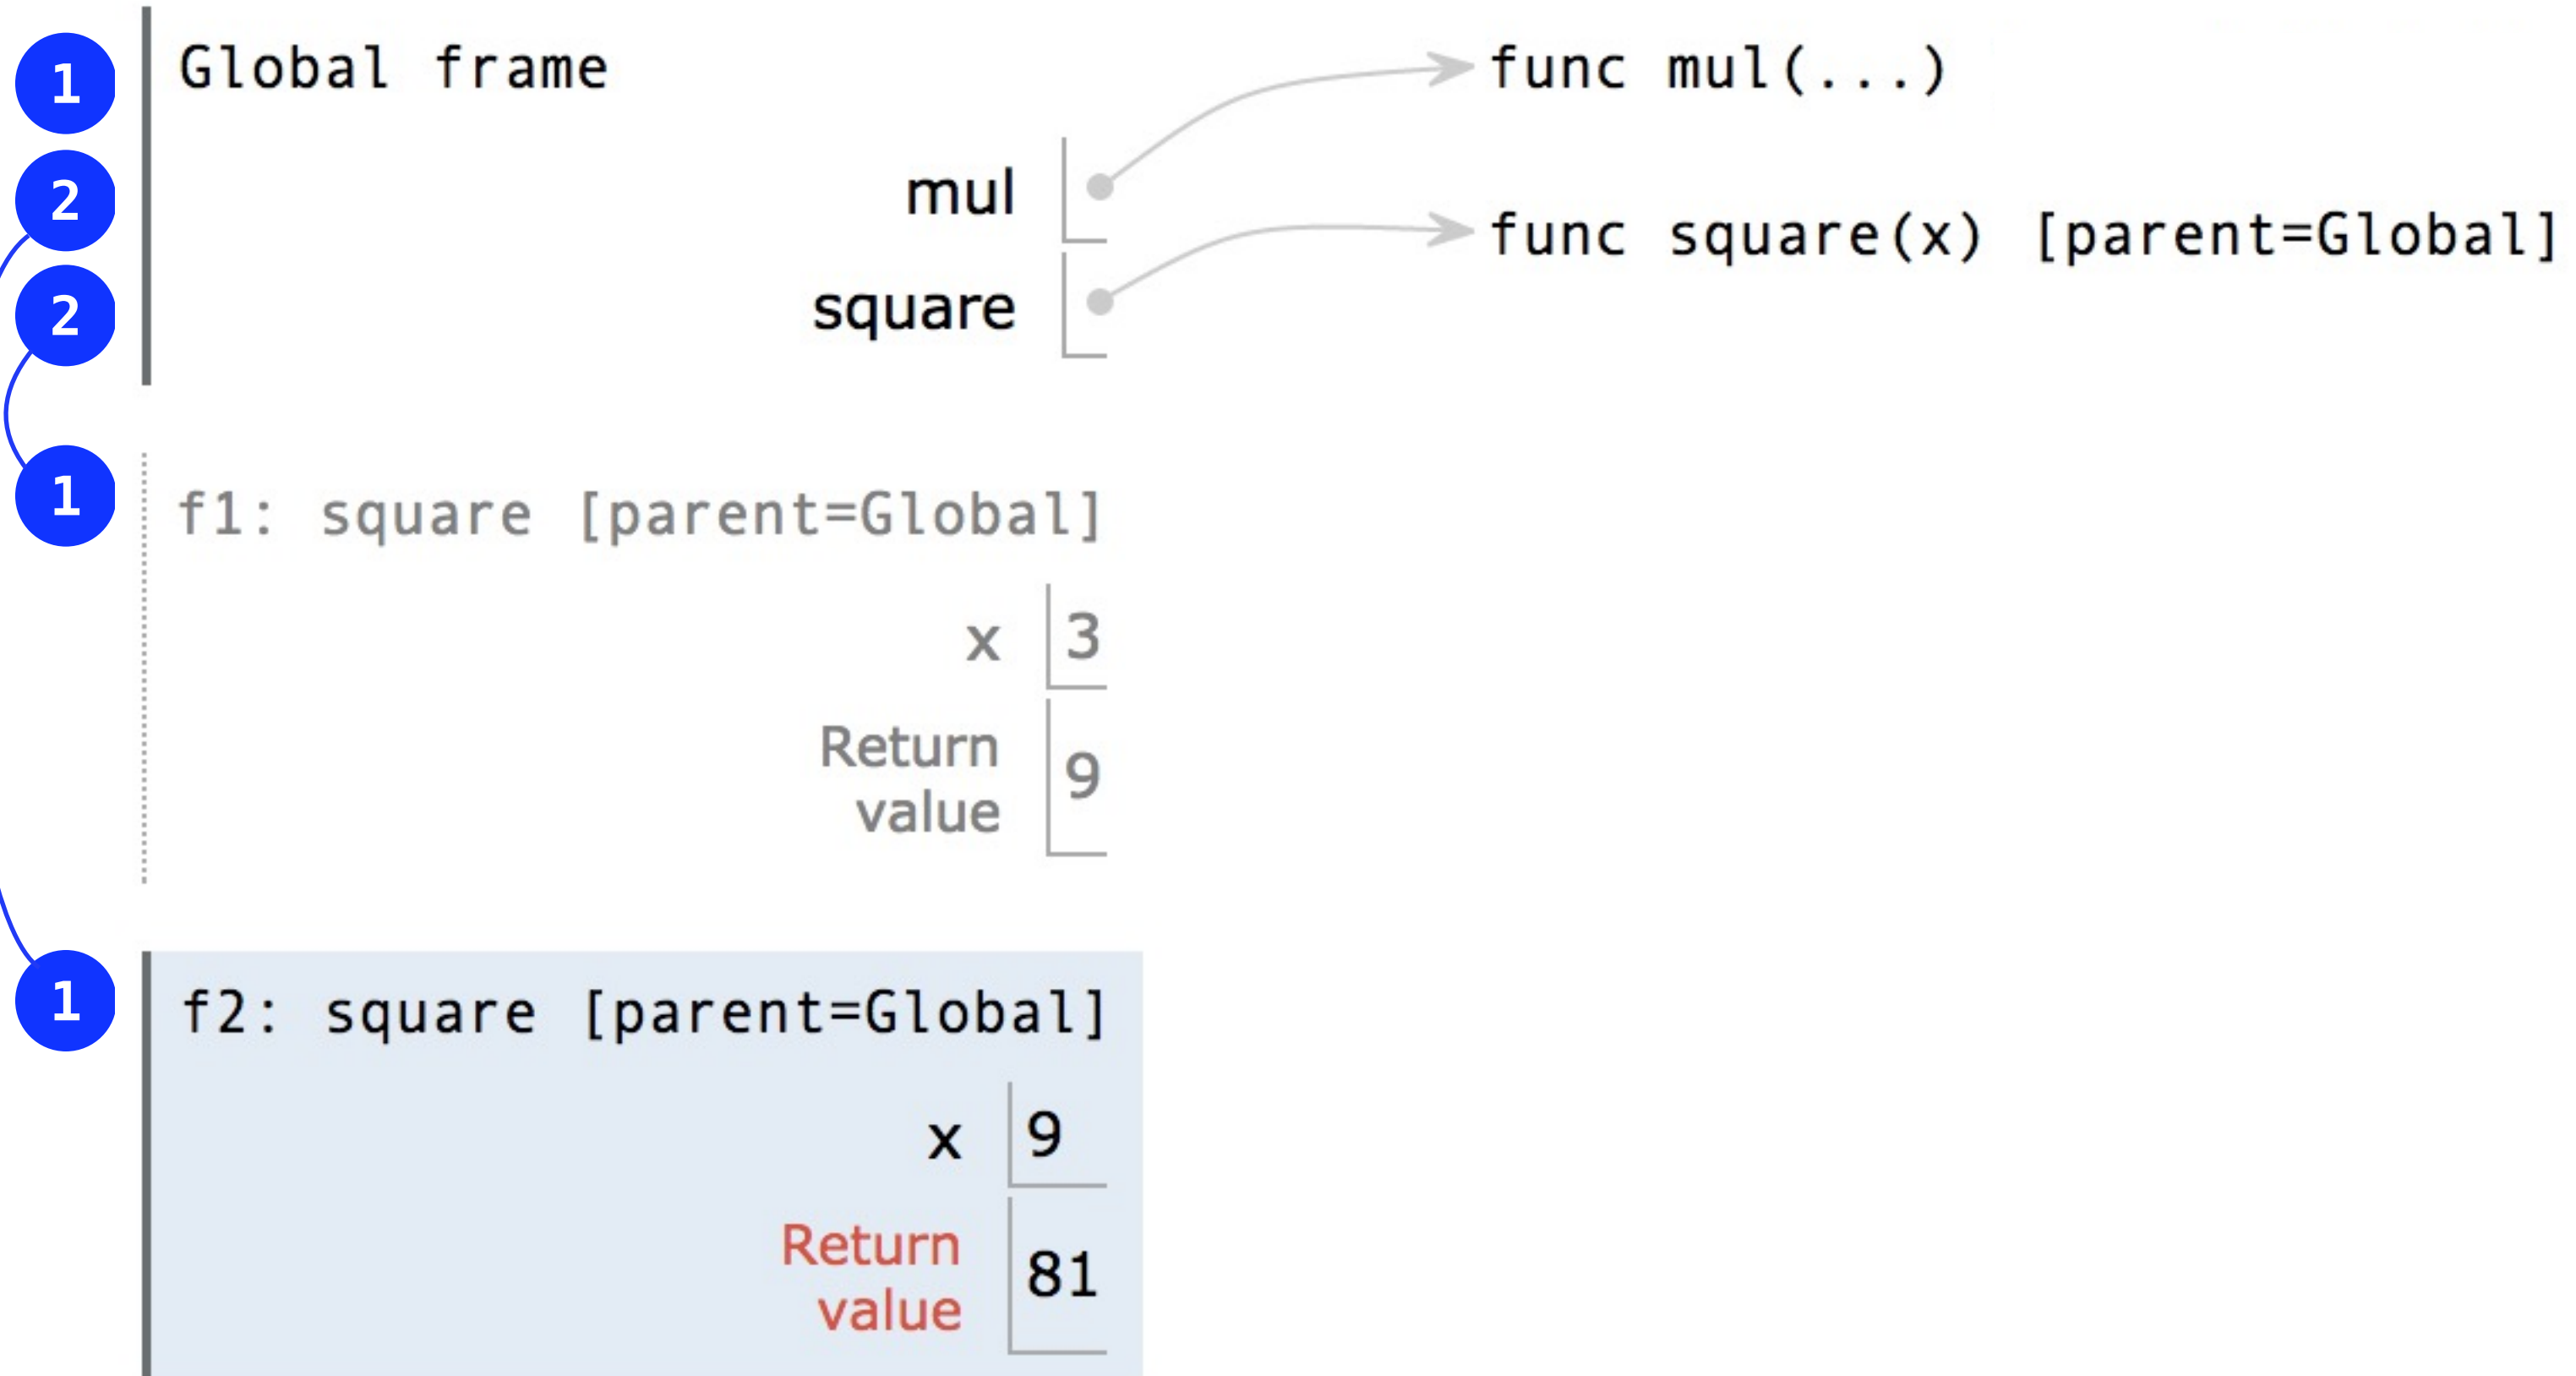 1 Global frame func mul(...)
2 mul
func square(x) [parent=Global]
2 square
1 f1: square [parent=Global]
x 3
Return
value 9
1 f2: square [parent=Global]
x 9
Return
value 81